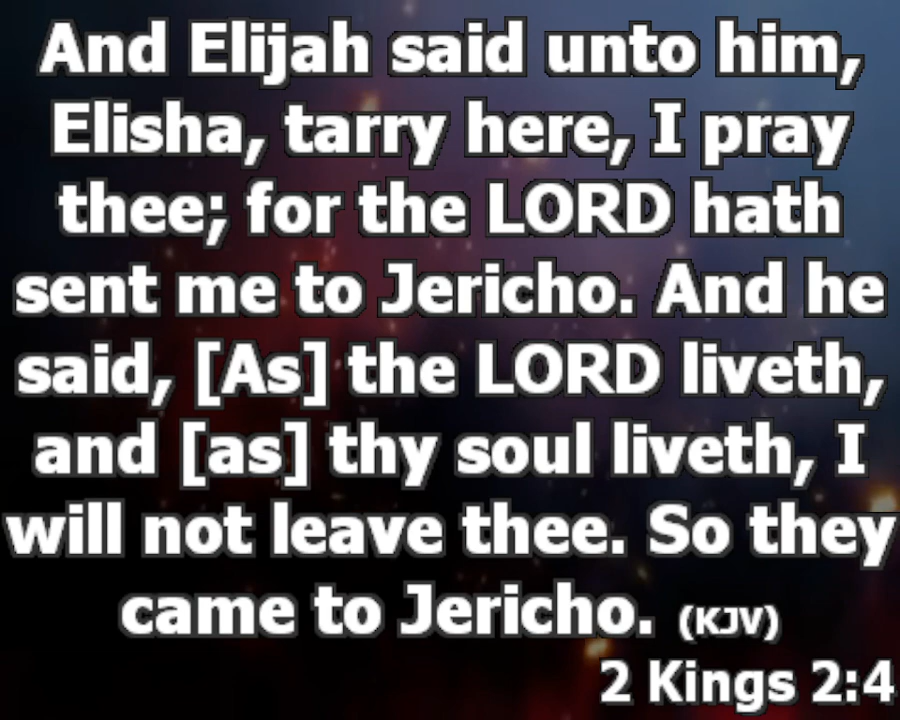 And Elijah said unto him,
Elisha, tarry here, I pray
thee; for the LORD hath
sent me to Jericho. And he
said, [As] the LORD liveth,
and [as] thy soul liveth, I
will not leave thee. So they
came to Jericho. (KJV)
2 Kings 2:4